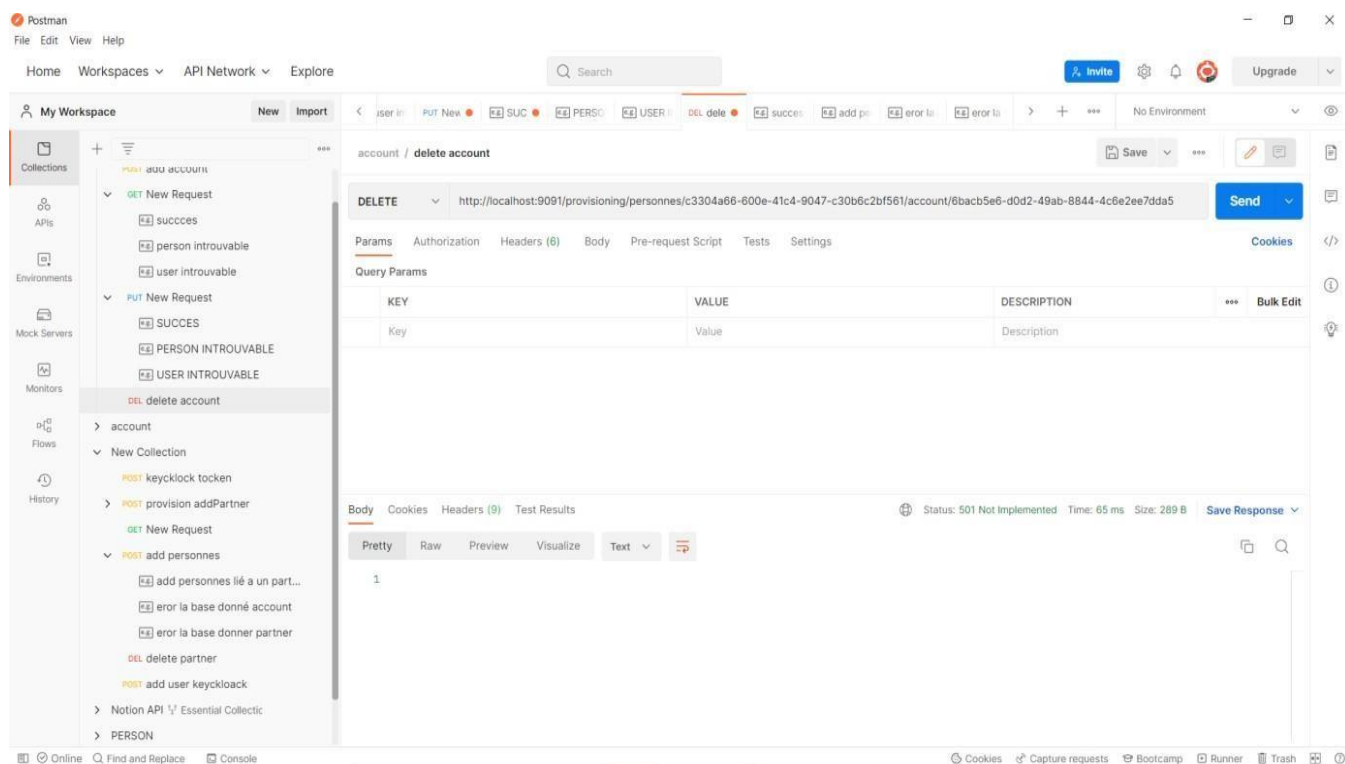 Postman
File Edit View Help
Home Workspaces API Network Explore Search Invite Upgrade
My Workspace New Import
user in PUT New e.g. SUC e.g. PERSO e.g. USER I DEL dele e.g. succes e.g. add pe e.g. eror la e.g. eror la No Environment
Collections
APIs
Environments
Mock Servers
Monitors
Flows
History
POST add account
GET New Request
e.g. succces
e.g. person introuvable
e.g. user introuvable
PUT New Request
e.g. SUCCES
e.g. PERSON INTROUVABLE
e.g. USER INTROUVABLE
DEL delete account
account
New Collection
POST keycklock tocken
POST provision addPartner
GET New Request
POST add personnes
e.g. add personnes lié a un part...
e.g. eror la base donné account
e.g. eror la base donner partner
DEL delete partner
POST add user keyckloack
Notion API Essential Collectic
PERSON
account / delete account Save
DELETE http://localhost:9091/provisioning/personnes/c3304a66-600e-41c4-9047-c30b6c2bf561/account/6bacb5e6-d0d2-49ab-8844-4c6e2ee7dda5 Send
Params Authorization Headers (6) Body Pre-request Script Tests Settings Cookies
Query Params
KEY VALUE DESCRIPTION Bulk Edit
Key Value Description
Body Cookies Headers (9) Test Results Status: 501 Not Implemented Time: 65 ms Size: 289 B Save Response
Pretty Raw Preview Visualize Text
1
Online Find and Replace Console Cookies Capture requests Bootcamp Runner Trash